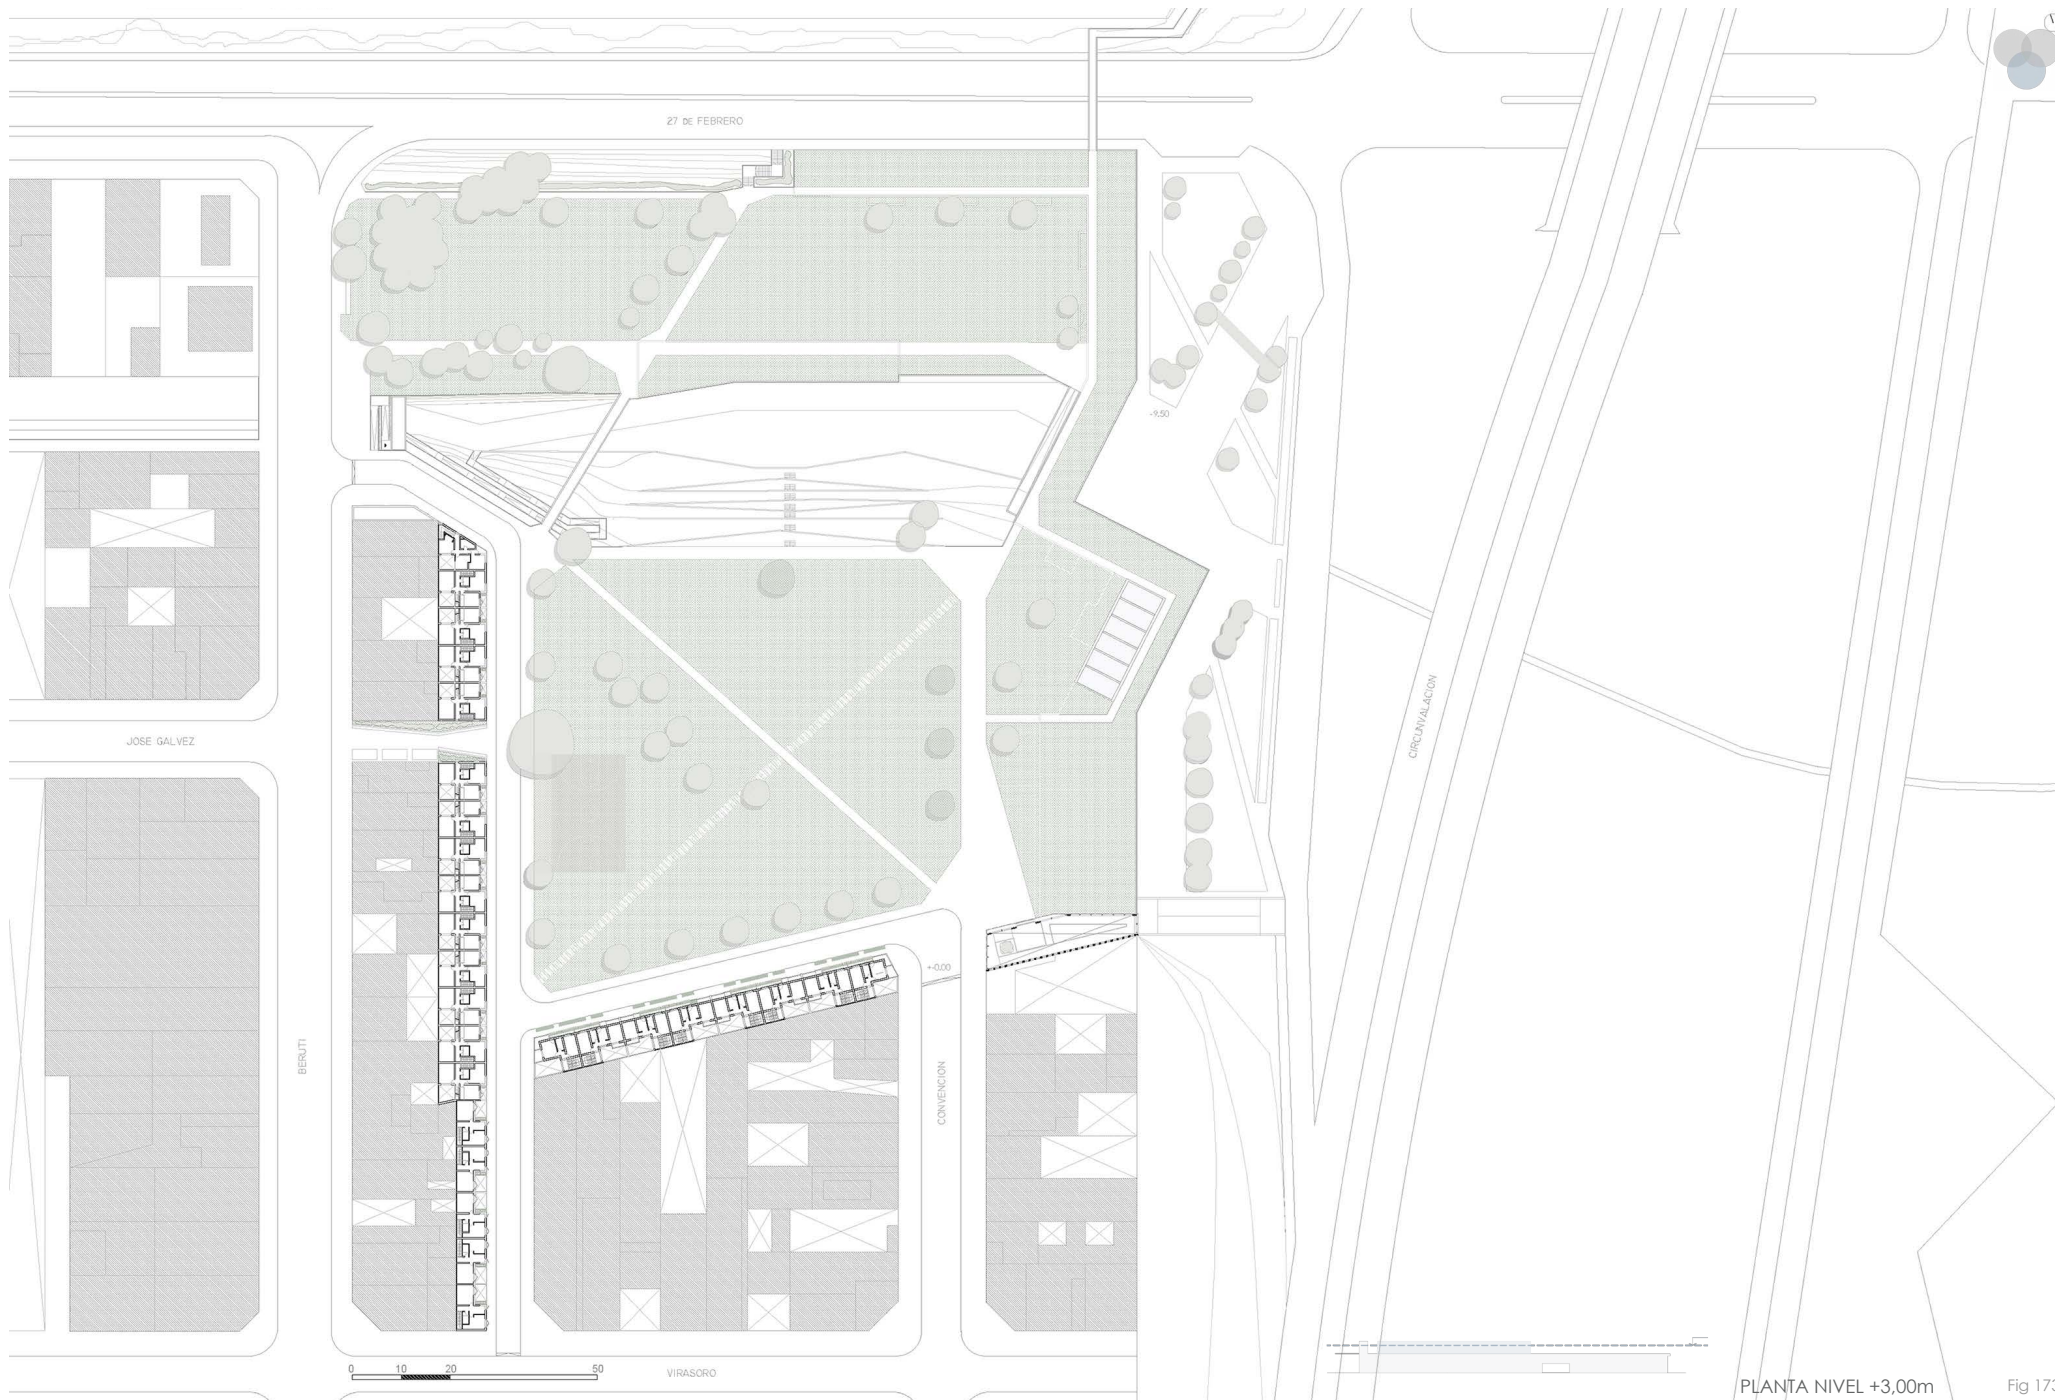 27 DE FEBRERO
-9,50
JOSE GALVEZ
CIRCUNVALACION
+-0,00
BERUTI
CONVENCION
0 10 20 50
VIRASORO
PLANTA NIVEL +3,00m
Fig 173